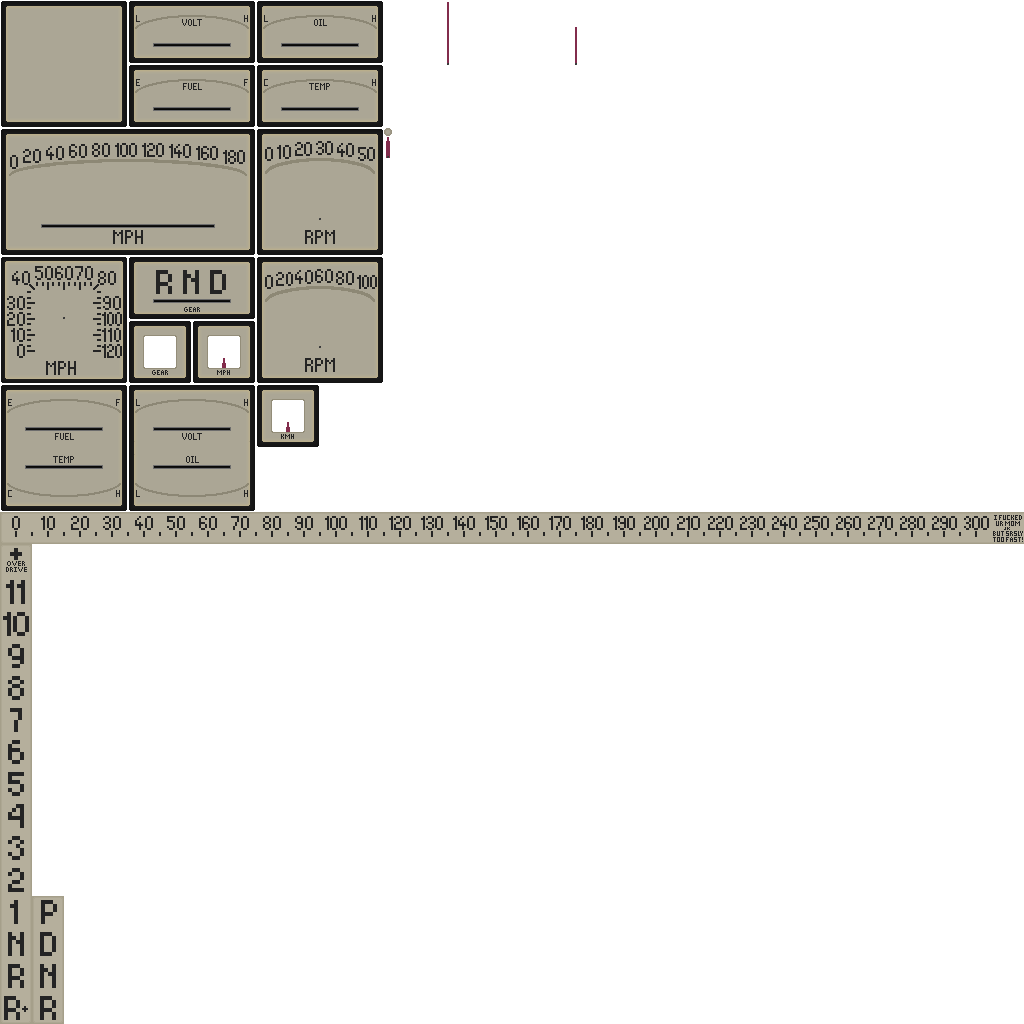 L VOLT H
L OIL H
E FUEL F
C TEMP H
0 20 40 60 80 100 120 140 160 180
MPH
0 10 20 30 40 50
RPM
40 50 60 70 80
30 90
20 100
10 110
0 120
MPH
R N D
GEAR
GEAR
MPH
0 20 40 60 80 100
RPM
E F
FUEL
TEMP
C H
L H
VOLT
OIL
L H
KMH
0 10 20 30 40 50 60 70 80 90 100 110 120 130 140 150 160 170 180 190 200 210 220 230 240 250 260 270 280 290 300
I FUCKED
UR MOM
JK
BUT SRSLY
TOO FAST!
+
OVER
DRIVE
11
10
9
8
7
6
5
4
3
2
1 P
N D
R N
R+ R